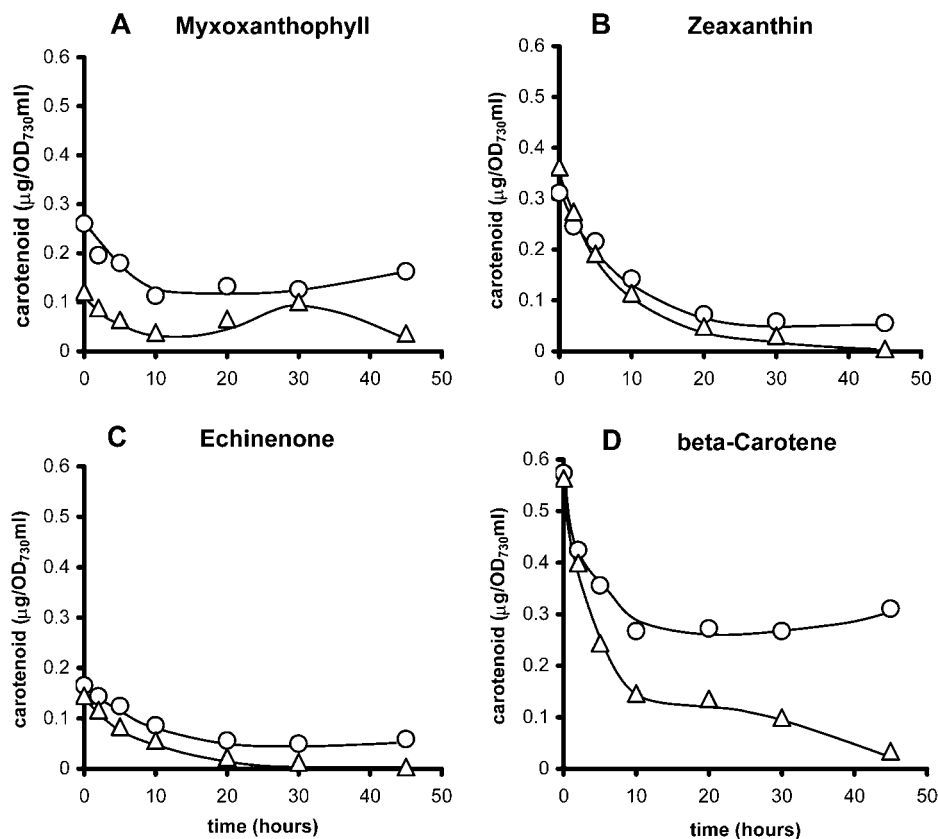 A Myxoxanthophyll
carotenoid (µg/OD730ml)
0.6
0.5
0.4
0.3
0.2
0.1
0
0 10 20 30 40 50
B Zeaxanthin
carotenoid (µg/OD730ml)
0.6
0.5
0.4
0.3
0.2
0.1
0
0 10 20 30 40 50
C Echinenone
carotenoid (µg/OD730ml)
0.6
0.5
0.4
0.3
0.2
0.1
0
0 10 20 30 40 50
time (hours)
D beta-Carotene
carotenoid (µg/OD730ml)
0.6
0.5
0.4
0.3
0.2
0.1
0
0 10 20 30 40 50
time (hours)